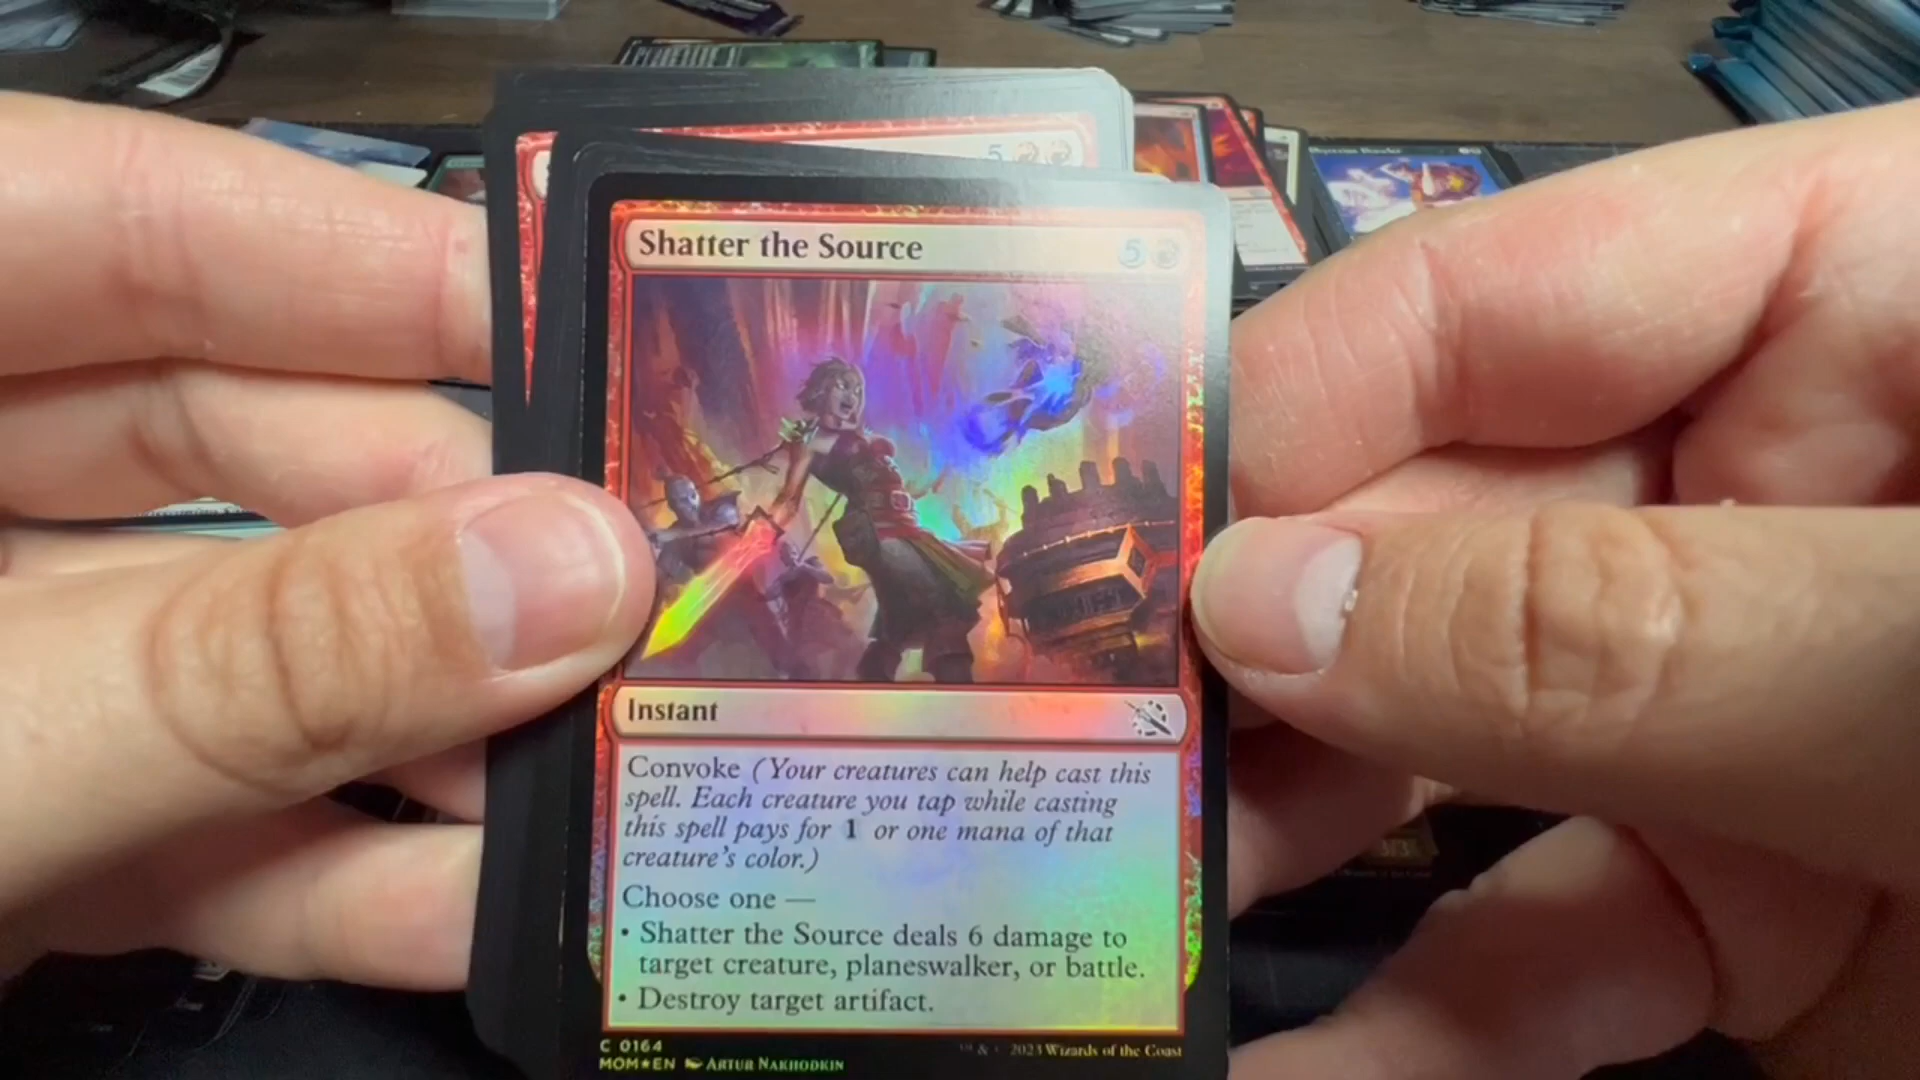 5
Shatter the Source 5
Instant
Convoke (Your creatures can help cast this
spell. Each creature you tap while casting
this spell pays for 1 or one mana of that
creature's color.)
Choose one —
• Shatter the Source deals 6 damage to
target creature, planeswalker, or battle.
• Destroy target artifact.
C 0164
MOM★EN ARTUR NAKHODKIN
& 2023 Wizards of the Coast
3/3